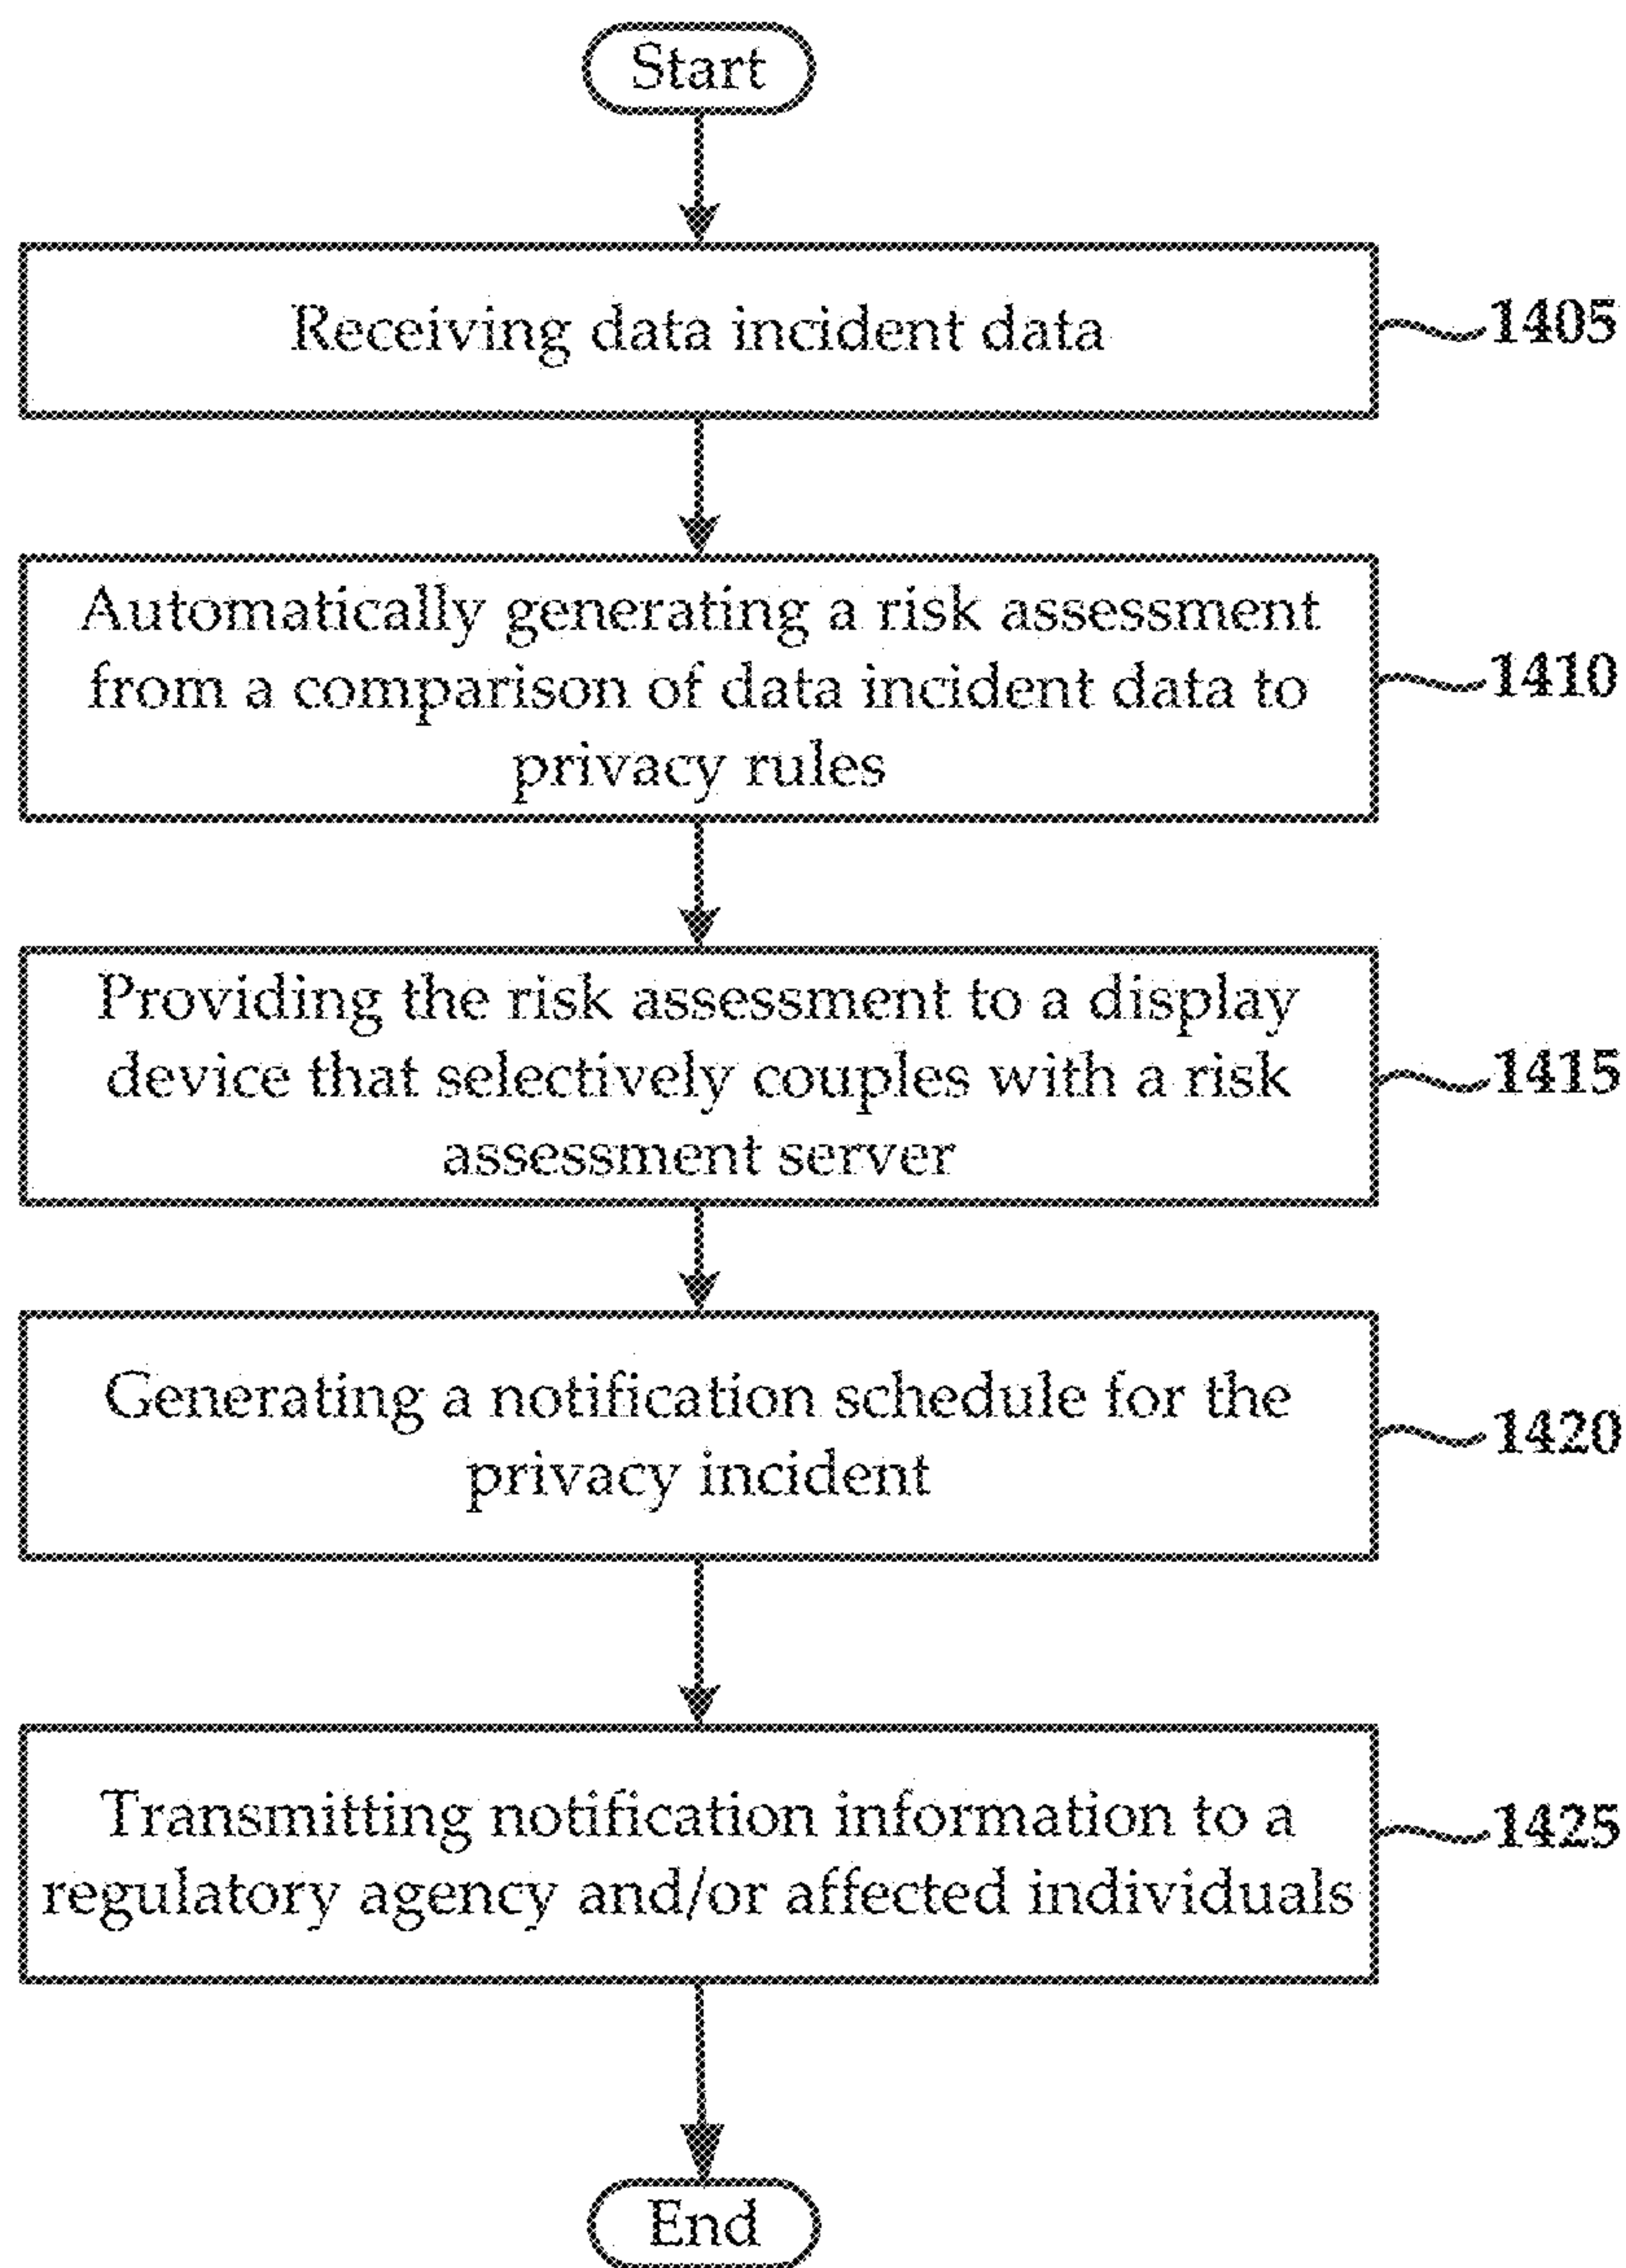 Start
Receiving data incident data
1405
Automatically generating a risk assessment
from a comparison of data incident data to
privacy rules
1410
Providing the risk assessment to a display
device that selectively couples with a risk
assessment server
1415
Generating a notification schedule for the
privacy incident
1420
Transmitting notification information to a
regulatory agency and/or affected individuals
1425
End